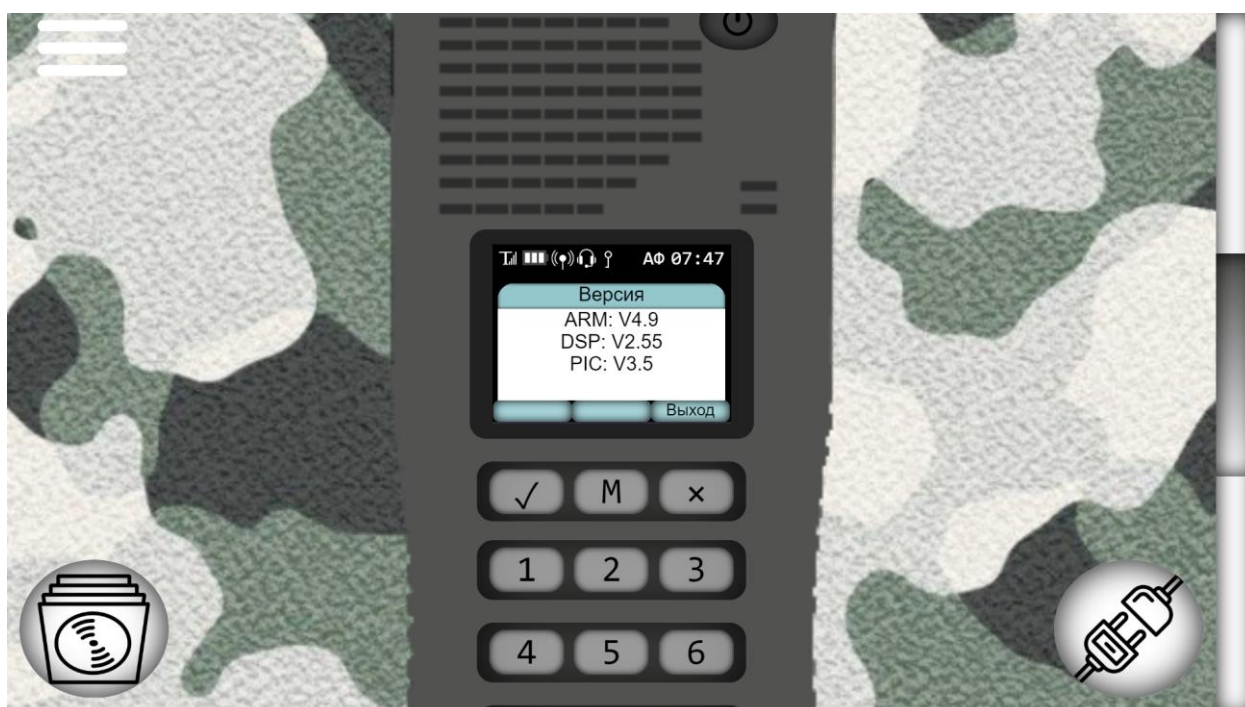 АФ 07:47
Версия
ARM: V4.9
DSP: V2.55
PIC: V3.5
Выход
✓ M ×
1 2 3
4 5 6